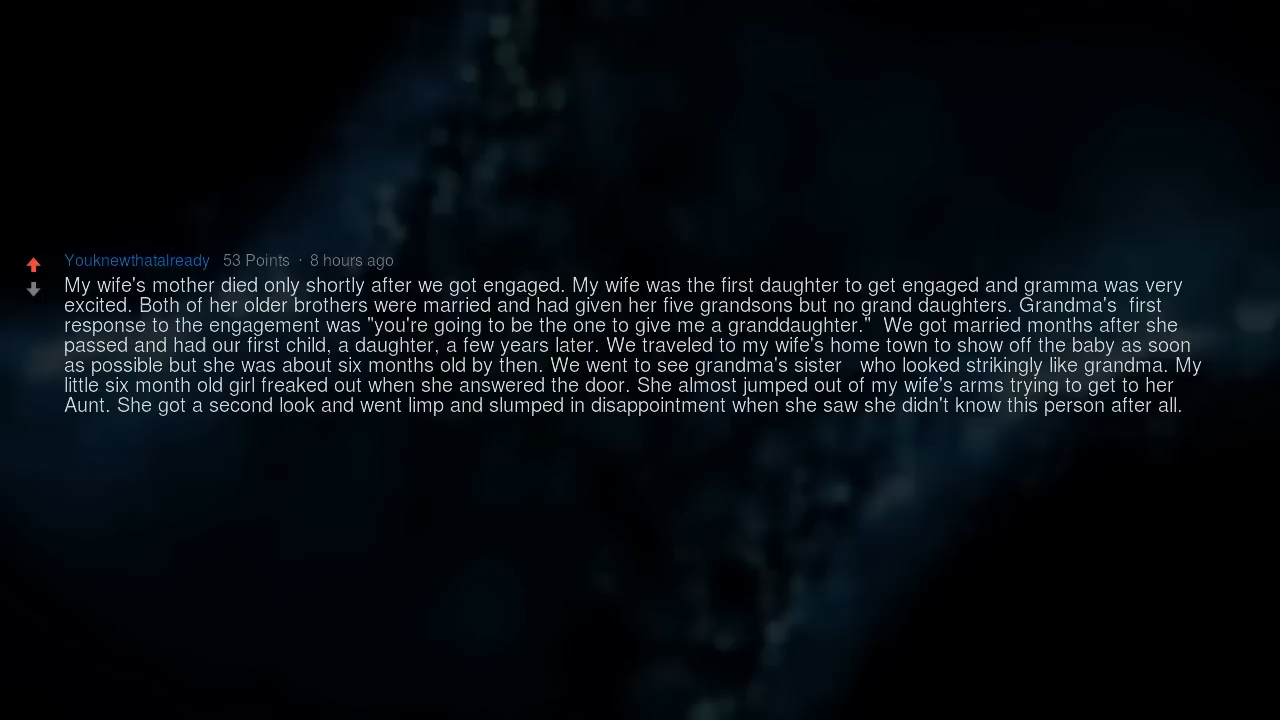 Youknewthatalready 53 Points · 8 hours ago
My wife's mother died only shortly after we got engaged. My wife was the first daughter to get engaged and gramma was very
excited. Both of her older brothers were married and had given her five grandsons but no grand daughters. Grandma's  first
response to the engagement was "you're going to be the one to give me a granddaughter."  We got married months after she
passed and had our first child, a daughter, a few years later. We traveled to my wife's home town to show off the baby as soon
as possible but she was about six months old by then. We went to see grandma's sister   who looked strikingly like grandma. My
little six month old girl freaked out when she answered the door. She almost jumped out of my wife's arms trying to get to her
Aunt. She got a second look and went limp and slumped in disappointment when she saw she didn't know this person after all.